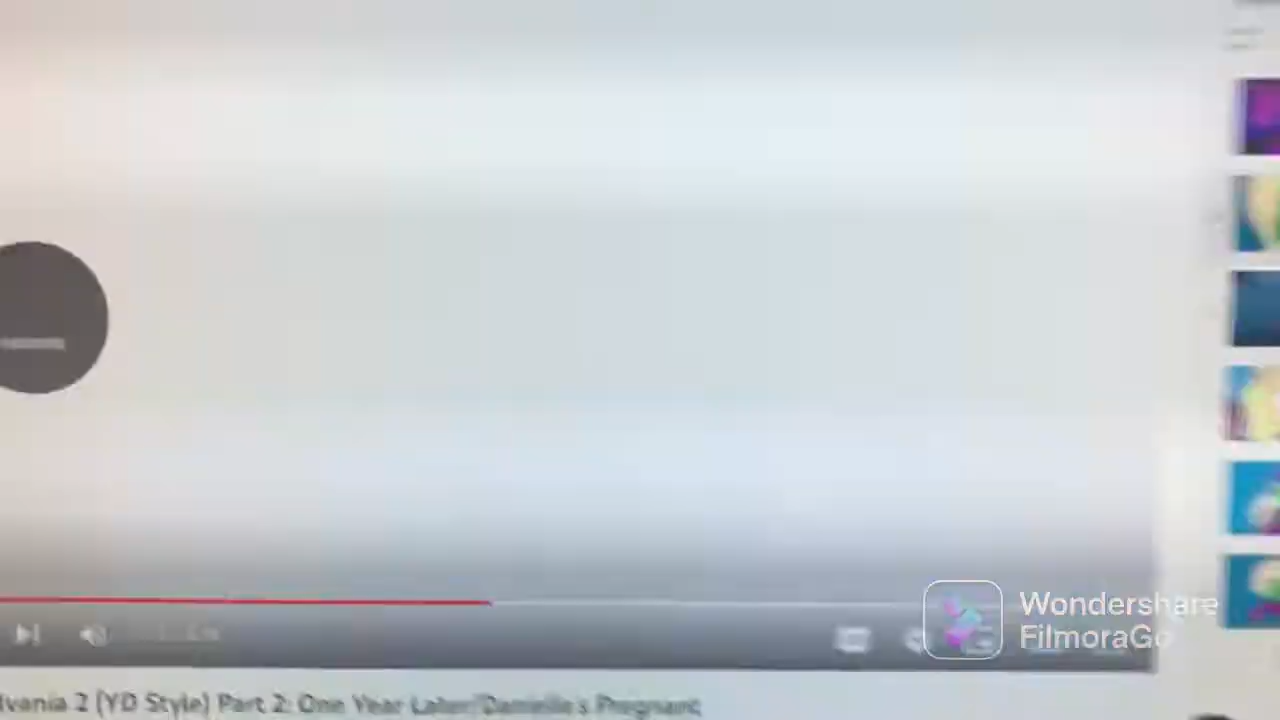 Wondershare
FilmoraGo
lvania 2 (YD Style) Part 2: One Year Later/Danielle's Pregnant